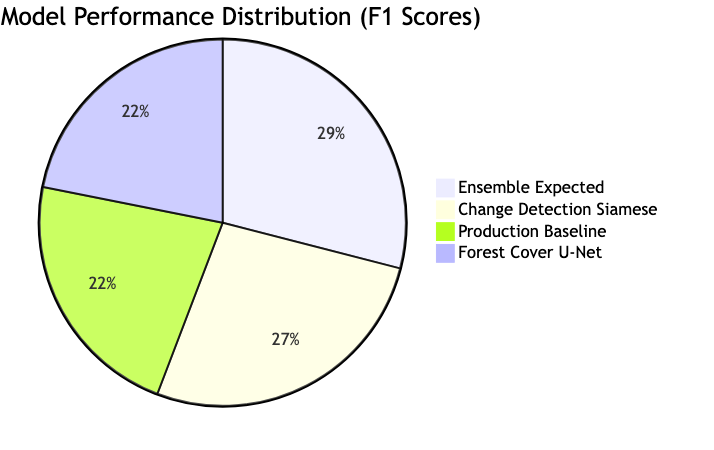 Model Performance Distribution (F1 Scores)
22%
29%
Ensemble Expected
Change Detection Siamese
Production Baseline
Forest Cover U-Net
22%
27%